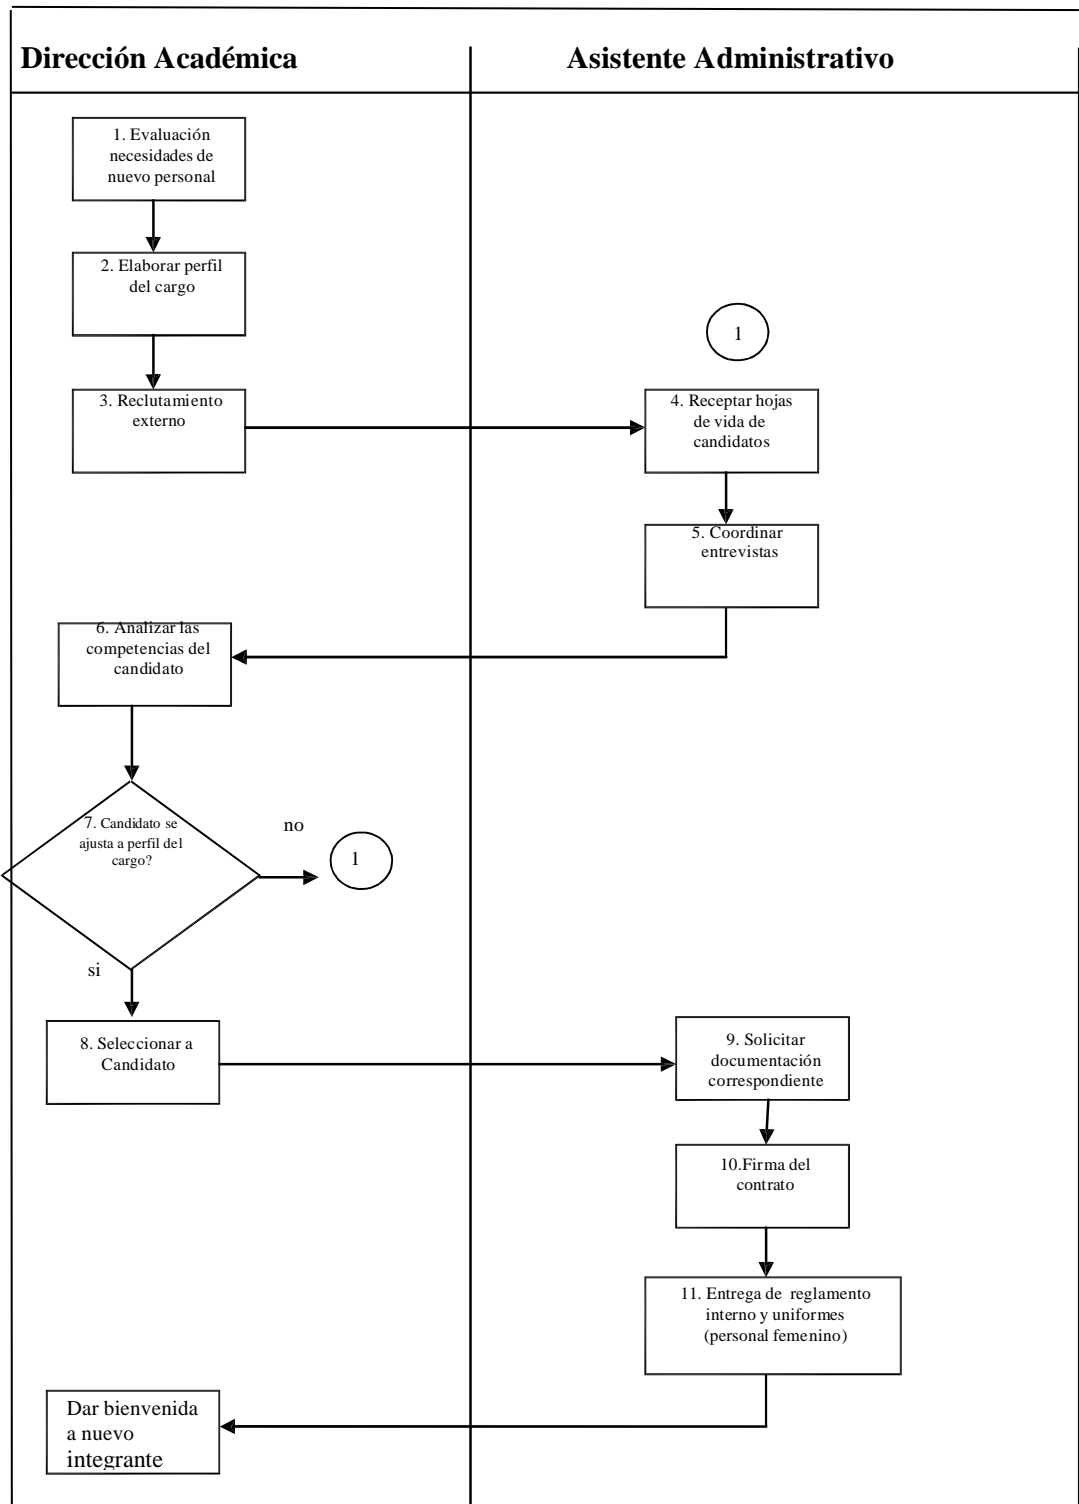 Dirección Académica
Asistente Administrativo
1. Evaluación
necesidades de
nuevo personal
2. Elaborar perfil
del cargo
1
3. Reclutamiento
externo
4. Receptar hojas
de vida de
candidatos
5. Coordinar
entrevistas
6. Analizar las
competencias del
candidato
7. Candidato se
ajusta a perfil del
cargo?
no
1
si
8. Seleccionar a
Candidato
9. Solicitar
documentación
correspondiente
10.Firma del
contrato
11. Entrega de reglamento
interno y uniformes
(personal femenino)
Dar bienvenida
a nuevo
integrante